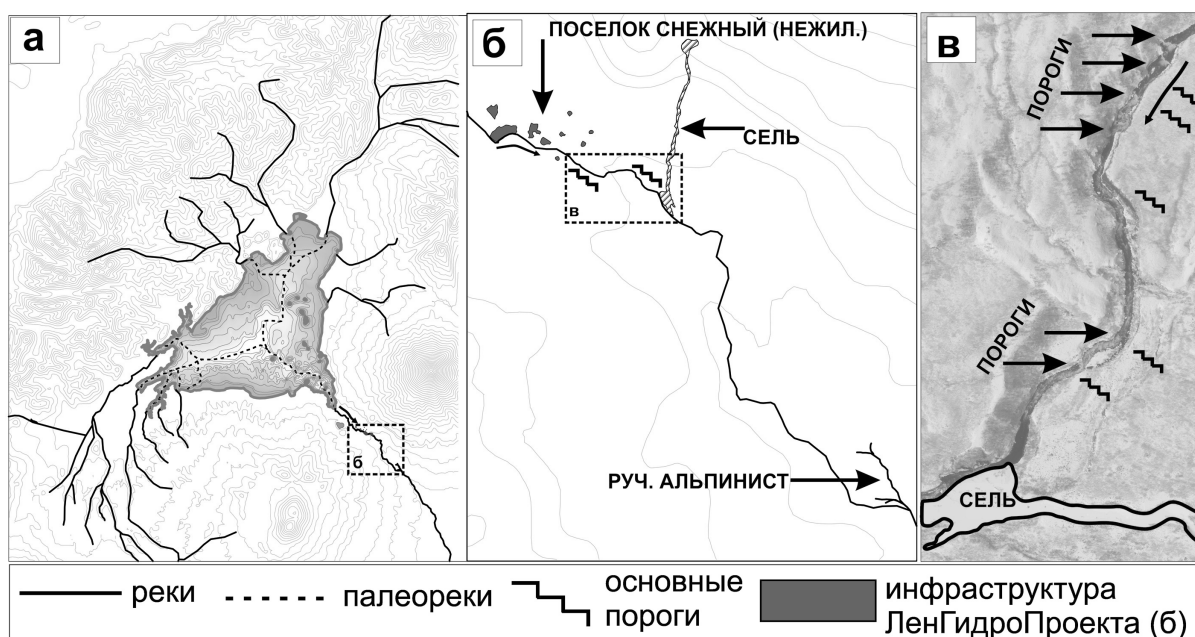 а
б
б
ПОСЕЛОК СНЕЖНЫЙ (НЕЖИЛ.)
СЕЛЬ
в
РУЧ. АЛЬПИНИСТ
в
ПОРОГИ
ПОРОГИ
СЕЛЬ
реки
палеореки
основные
пороги
инфраструктура
ЛенГидроПроекта (б)